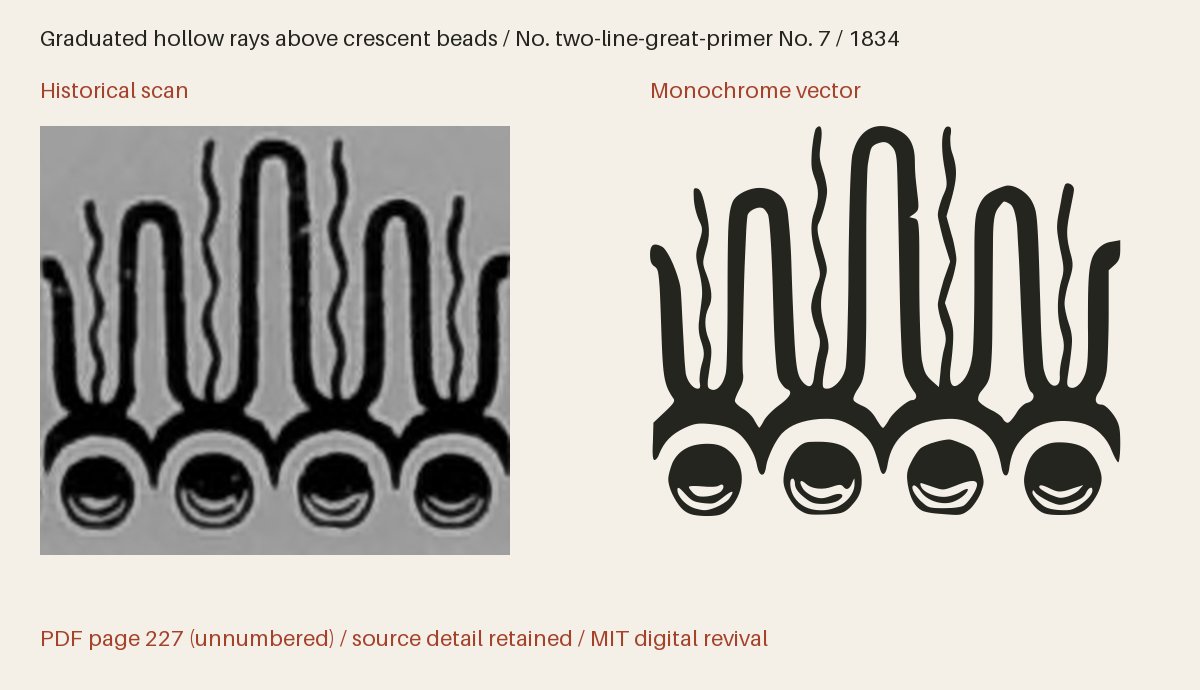 Graduated hollow rays above crescent beads / No. two-line-great-primer No. 7 / 1834
Historical scan
Monochrome vector
PDF page 227 (unnumbered) / source detail retained / MIT digital revival